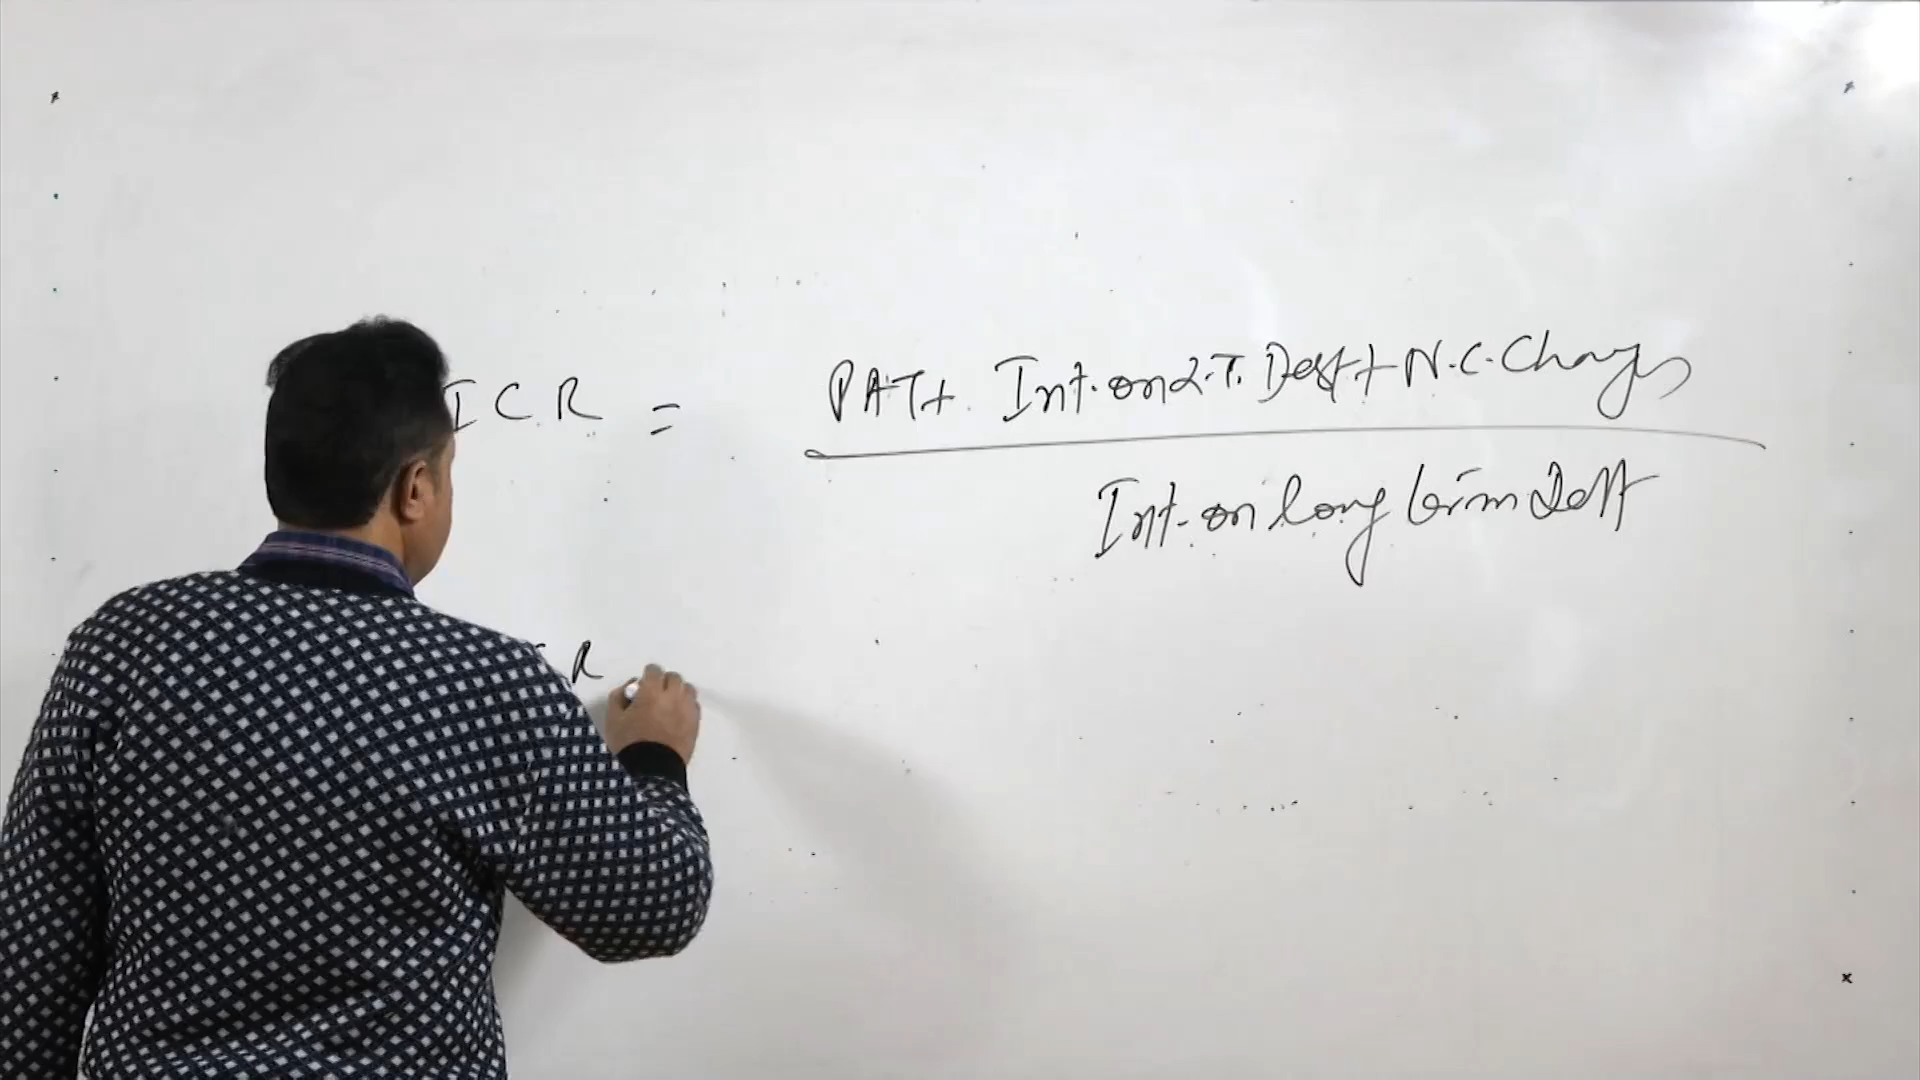 ICR = PAT + Int. on L.T. Debt + N.C. Charges
Int. on long term Debt
R